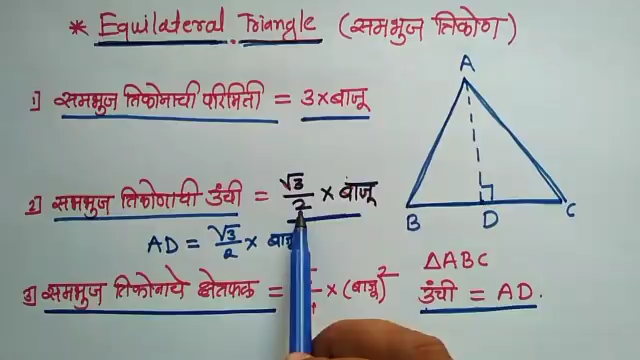 * Equilateral Triangle (समभुज त्रिकोण)
1) समभुज त्रिकोनाची परिमिती = 3 × बाजू
2) समभुज त्रिकोणाची उंची = √3/2 × बाजू
AD = √3/2 ×
3) समभुज त्रिकोनाचे क्षेत्रफळ = × (बाजू)²
A
B
D
C
△ABC
उंची = AD.